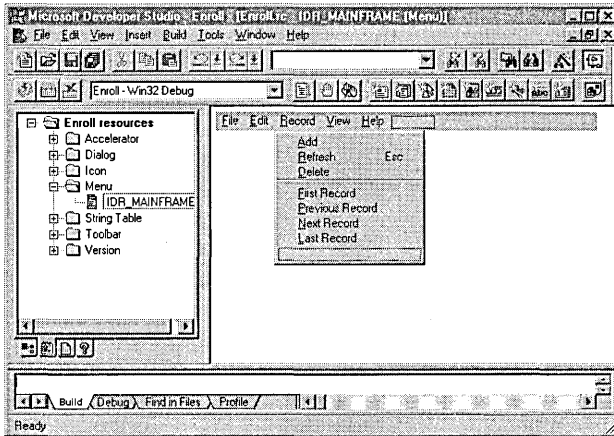 Microsoft Developer Studio - Enroll - [Enroll.rc - IDR_MAINFRAME (Menu)]
File Edit View Insert Build Tools Window Help
Enroll - Win32 Debug
Enroll resources
Accelerator
Dialog
Icon
Menu
IDR_MAINFRAME
String Table
Toolbar
Version
File Edit Record View Help
Add
Refresh Esc
Delete
First Record
Previous Record
Next Record
Last Record
Build Debug Find in Files Profile
Ready